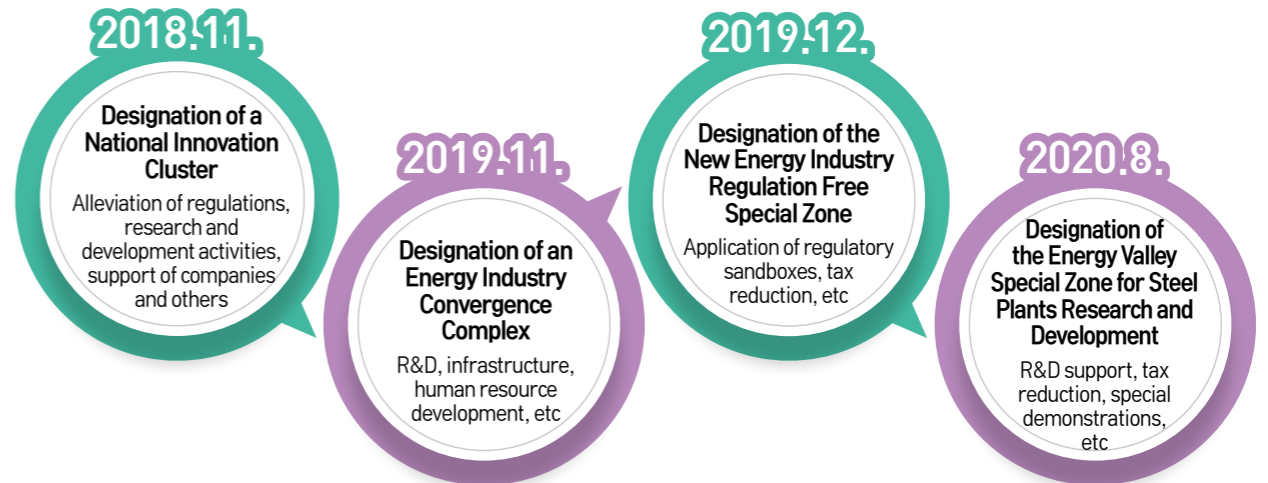 2018.11.
Designation of a
National Innovation
Cluster
Alleviation of regulations,
research and
development activities,
support of companies
and others
2019.11.
Designation of an
Energy Industry
Convergence
Complex
R&D, infrastructure,
human resource
development, etc
2019.12.
Designation of the
New Energy Industry
Regulation Free
Special Zone
Application of regulatory
sandboxes, tax
reduction, etc
2020.8.
Designation of
the Energy Valley
Special Zone for Steel
Plants Research and
Development
R&D support, tax
reduction, special
demonstrations,
etc